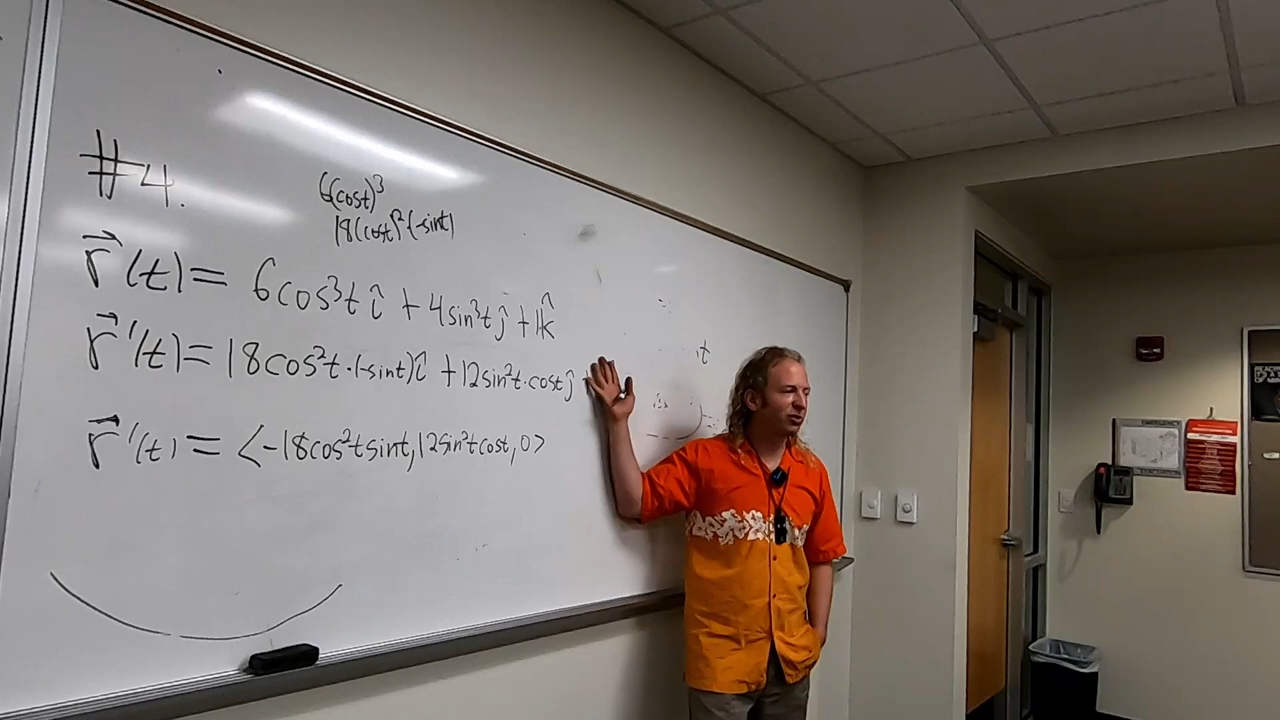 #4.
6(cost)³
18(cost)²(-sint)
r⃗(t) = 6cos³t î + 4sin³t ĵ + 1k̂
r⃗'(t) = 18cos²t·(-sint)î + 12sin²t·cost ĵ
r⃗'(t) = <-18cos²tsint, 12sin²tcost, 0>
t